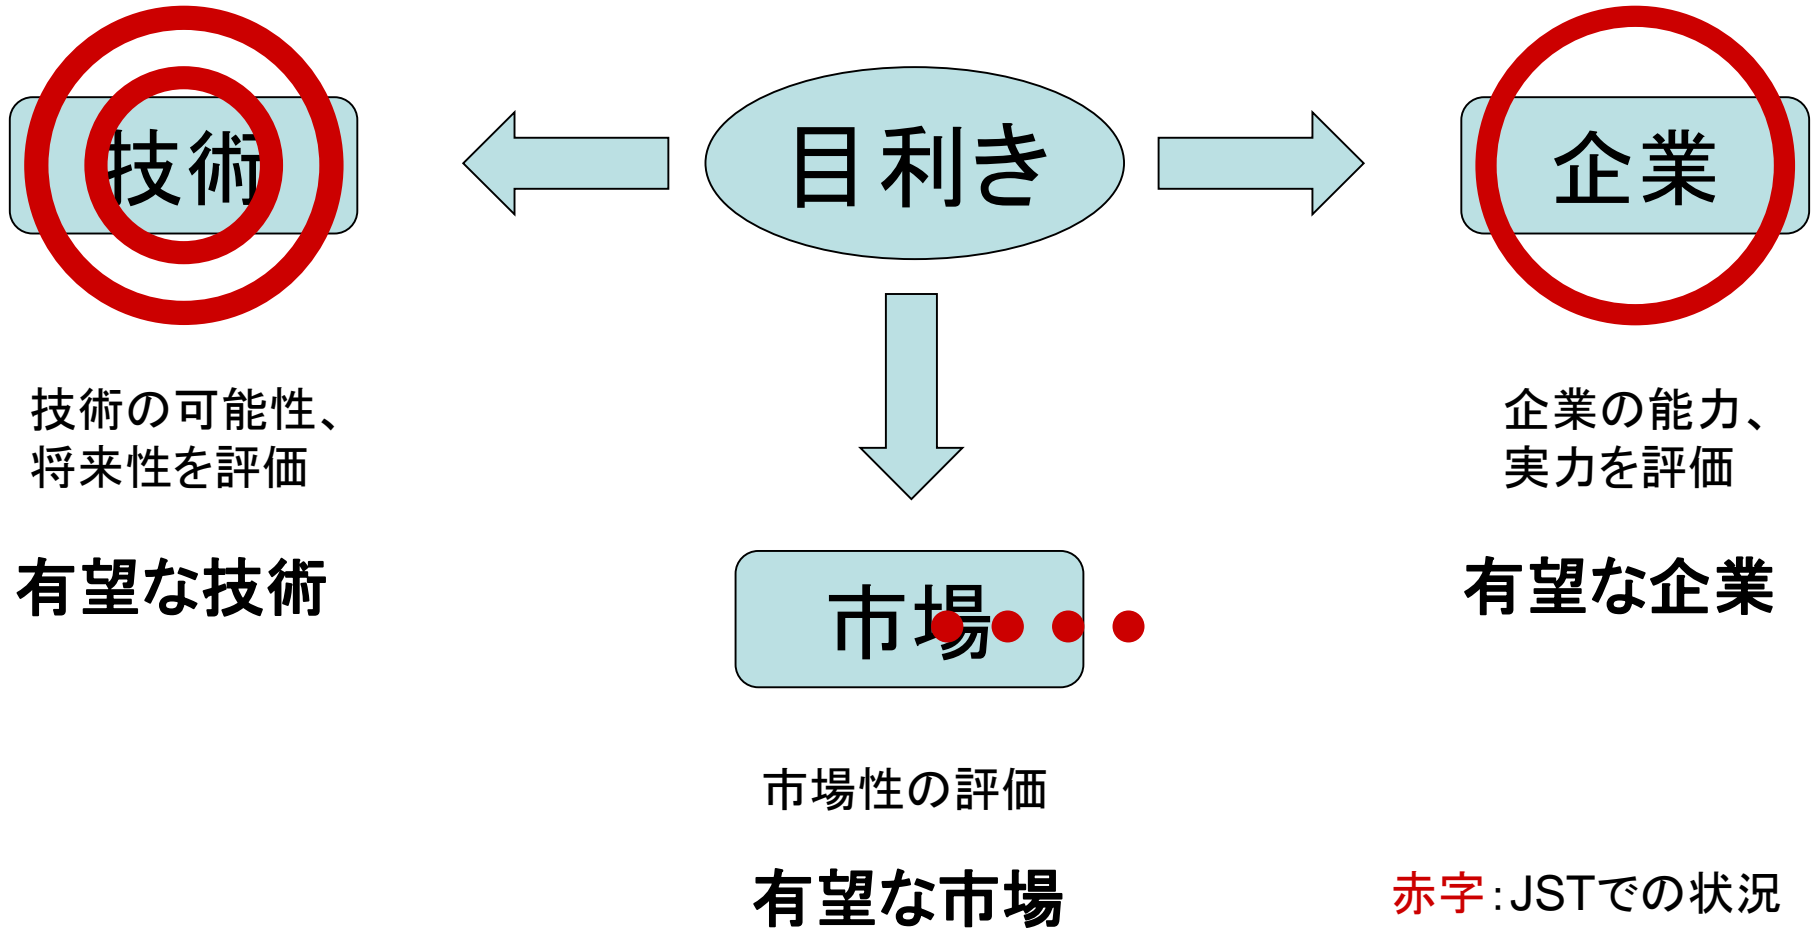 技術
目利き
企業
技術の可能性、
将来性を評価
有望な技術
企業の能力、
実力を評価
有望な企業
市場
市場性の評価
有望な市場
赤字:JSTでの状況